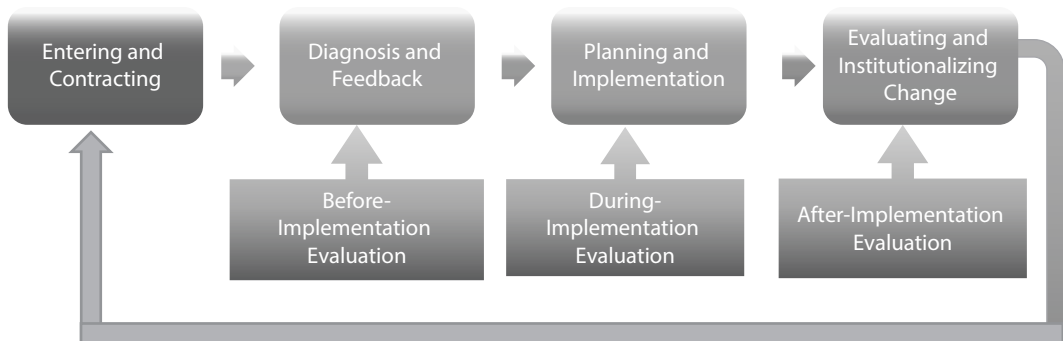 Entering and
Contracting
Diagnosis and
Feedback
Planning and
Implementation
Evaluating and
Institutionalizing
Change
Before-
Implementation
Evaluation
During-
Implementation
Evaluation
After-Implementation
Evaluation